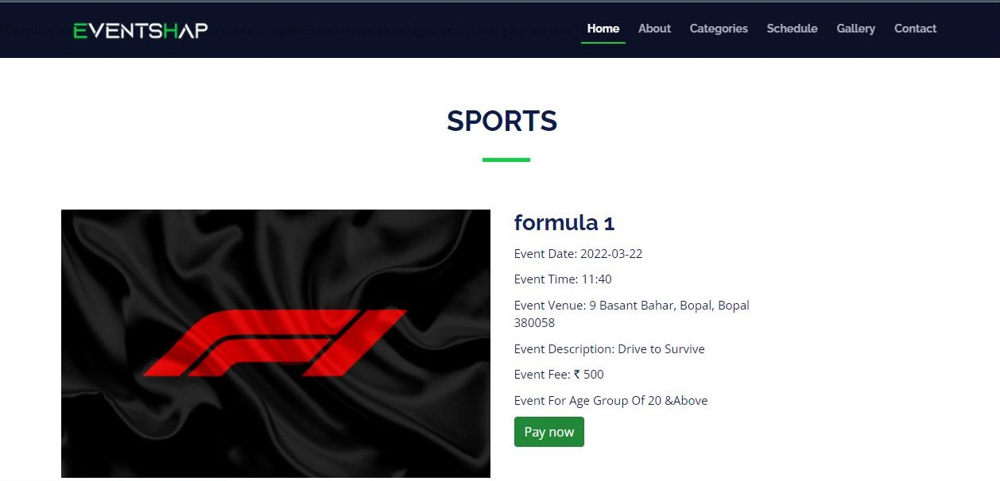 EVENTSHAP
Home About Categories Schedule Gallery Contact
SPORTS
formula 1
Event Date: 2022-03-22
Event Time: 11:40
Event Venue: 9 Basant Bahar, Bopal, Bopal
380058
Event Description: Drive to Survive
Event Fee: ₹ 500
Event For Age Group Of 20 &Above
Pay now